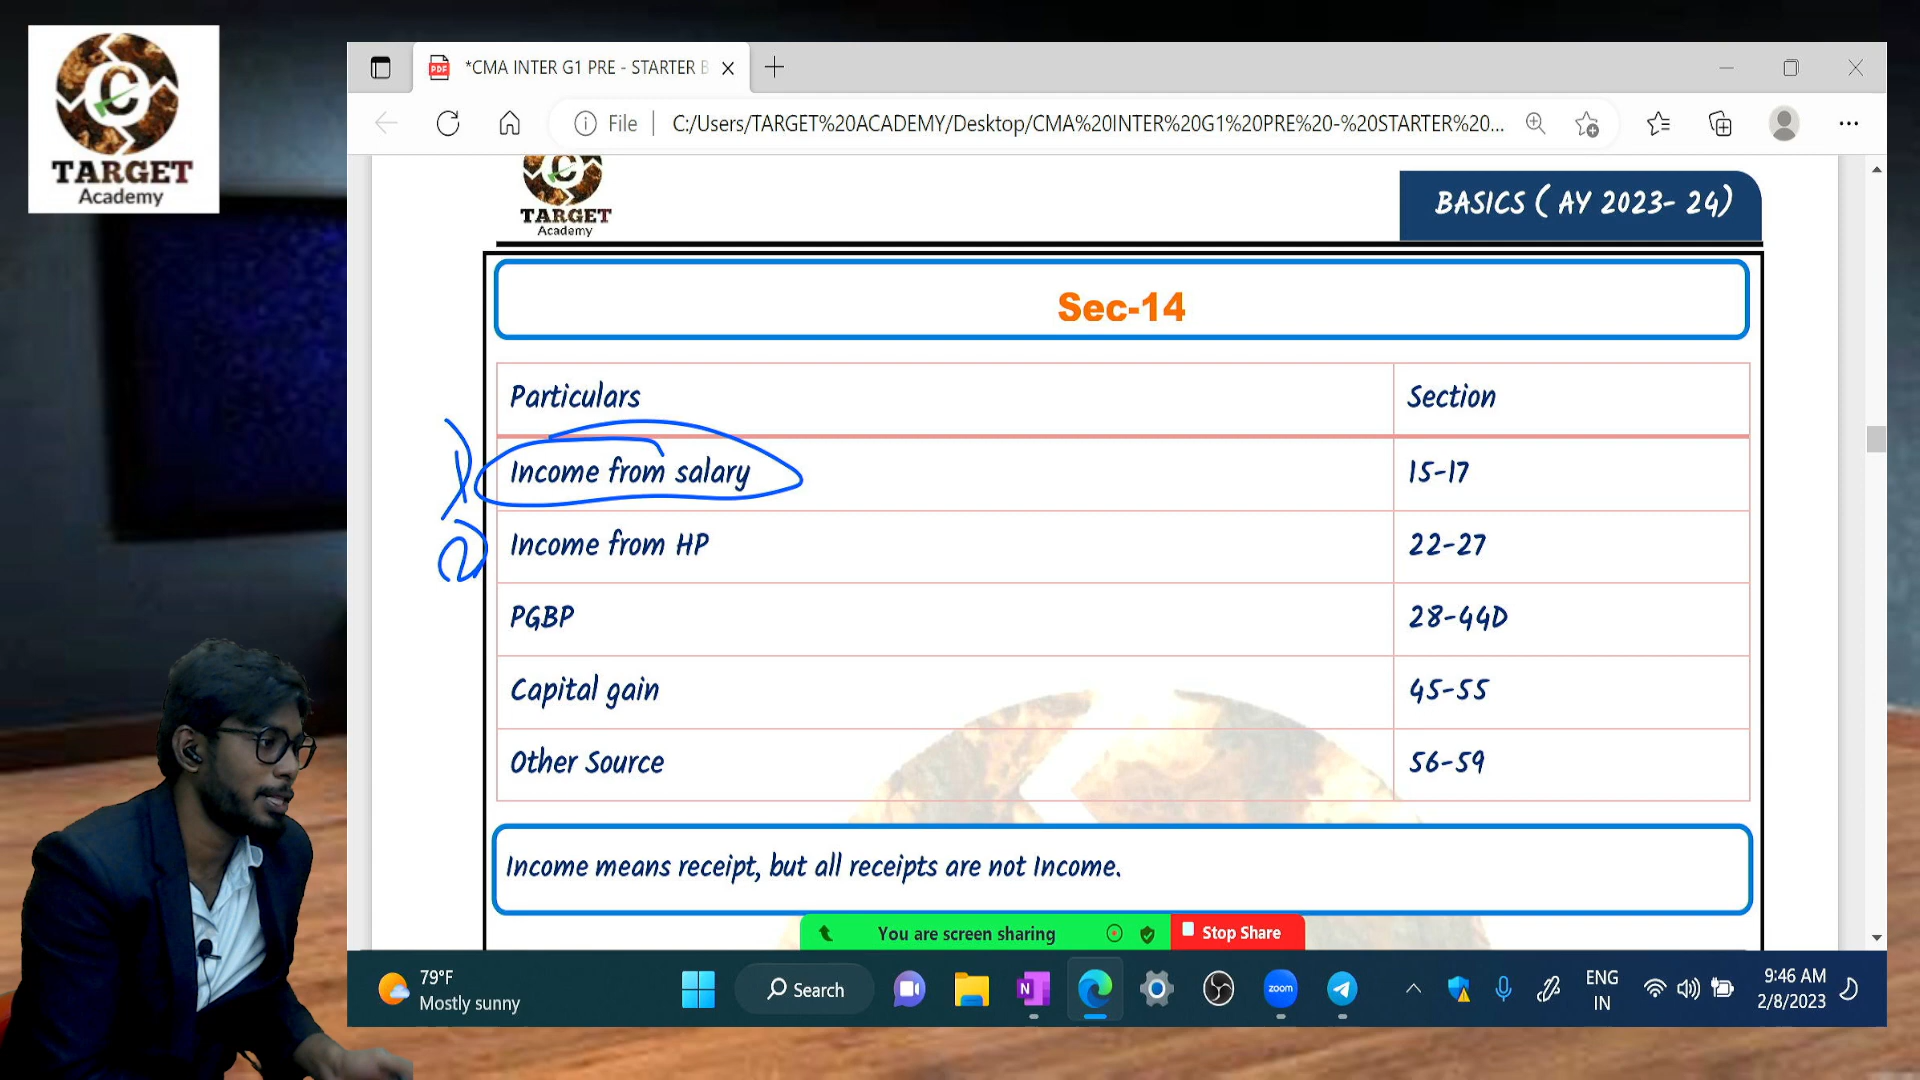 C
TARGET
Academy
*CMA INTER G1 PRE - STARTER B
File
C:/Users/TARGET%20ACADEMY/Desktop/CMA%20INTER%20G1%20PRE%20-%20STARTER%20...
TARGET
Academy
BASICS ( AY 2023- 24)
Sec-14
Particulars Section
1) Income from salary 15-17
2) Income from HP 22-27
PGBP 28-44D
Capital gain 45-55
Other Source 56-59
Income means receipt, but all receipts are not Income.
You are screen sharing
Stop Share
79°F
Mostly sunny
Search
zoom
ENG
IN
9:46 AM
2/8/2023